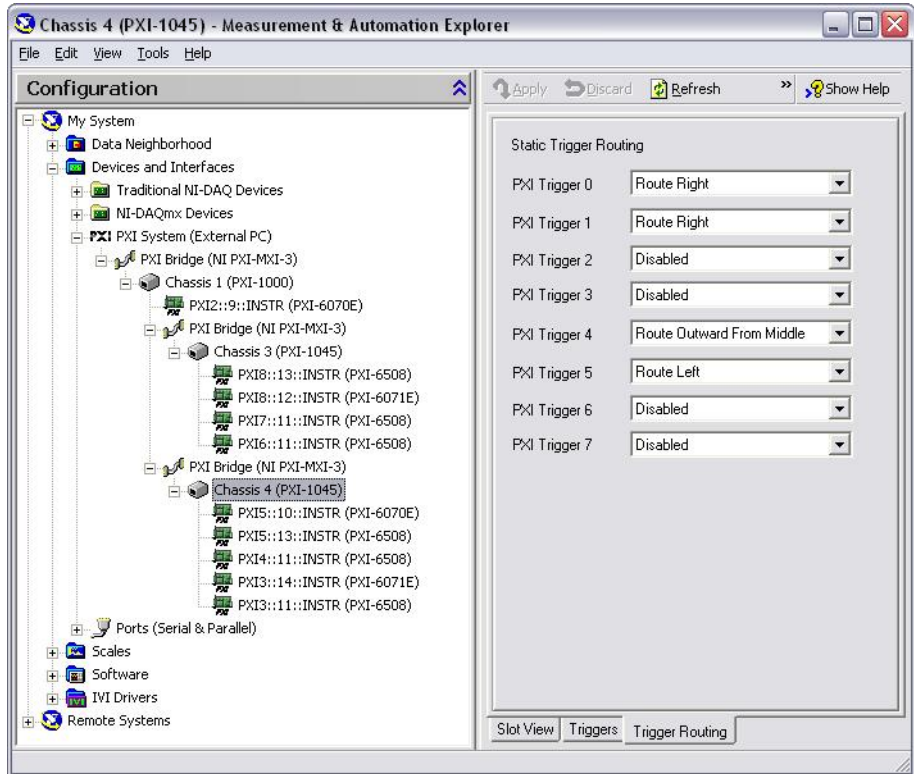 Chassis 4 (PXI-1045) - Measurement & Automation Explorer
File Edit View Tools Help
Configuration
My System
Data Neighborhood
Devices and Interfaces
Traditional NI-DAQ Devices
NI-DAQmx Devices
PXI PXI System (External PC)
PXI Bridge (NI PXI-MXI-3)
Chassis 1 (PXI-1000)
PXI2::9::INSTR (PXI-6070E)
PXI Bridge (NI PXI-MXI-3)
Chassis 3 (PXI-1045)
PXI8::13::INSTR (PXI-6508)
PXI8::12::INSTR (PXI-6071E)
PXI7::11::INSTR (PXI-6508)
PXI6::11::INSTR (PXI-6508)
PXI Bridge (NI PXI-MXI-3)
Chassis 4 (PXI-1045)
PXI5::10::INSTR (PXI-6070E)
PXI5::13::INSTR (PXI-6508)
PXI4::11::INSTR (PXI-6508)
PXI3::14::INSTR (PXI-6071E)
PXI3::11::INSTR (PXI-6508)
Ports (Serial & Parallel)
Scales
Software
IVI Drivers
Remote Systems
Apply Discard Refresh » Show Help
Static Trigger Routing
PXI Trigger 0 Route Right
PXI Trigger 1 Route Right
PXI Trigger 2 Disabled
PXI Trigger 3 Disabled
PXI Trigger 4 Route Outward From Middle
PXI Trigger 5 Route Left
PXI Trigger 6 Disabled
PXI Trigger 7 Disabled
Slot View Triggers Trigger Routing